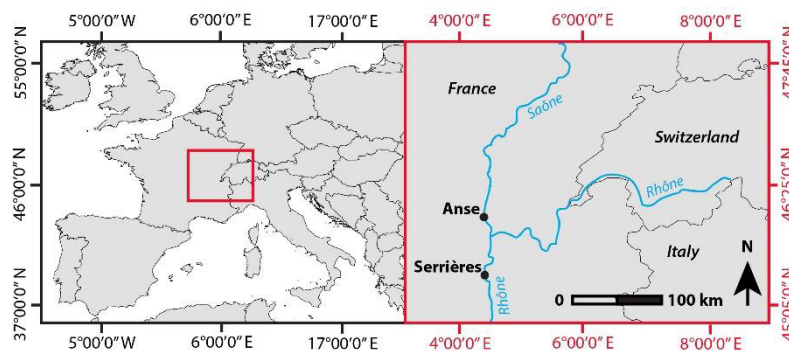 5°00'0"W 6°00'0"E 17°00'0"E 4°00'0"E 6°00'0"E 8°00'0"E
55°00'0"N
46°00'0"N
37°00'0"N
France
Saône
Switzerland
Rhône
Anse
Italy
Serrières
Rhône
N
0 100 km
47°45'0"N
46°25'0"N
45°05'0"N
5°00'0"W 6°00'0"E 17°00'0"E 4°00'0"E 6°00'0"E 8°00'0"E